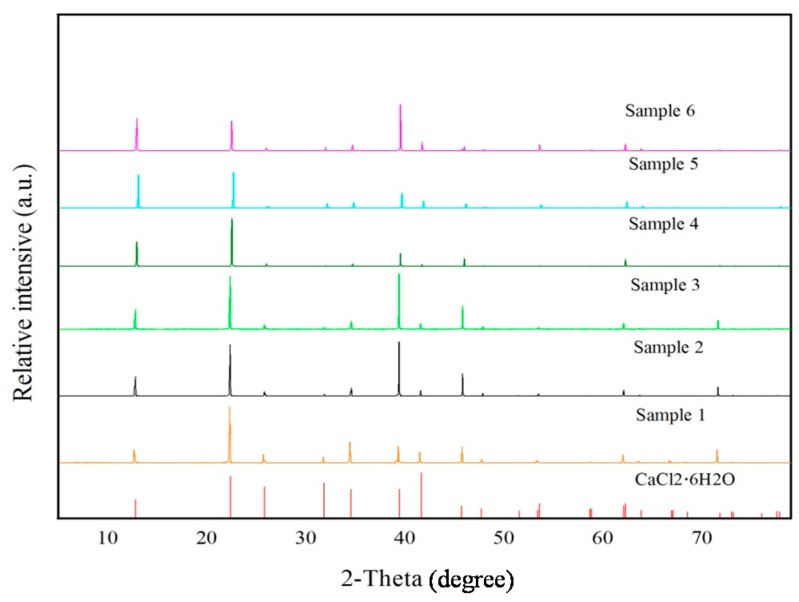 Sample 6
Sample 5
Sample 4
Sample 3
Sample 2
Sample 1
CaCl2·6H2O
Relative intensive (a.u.)
10 20 30 40 50 60 70
2-Theta (degree)